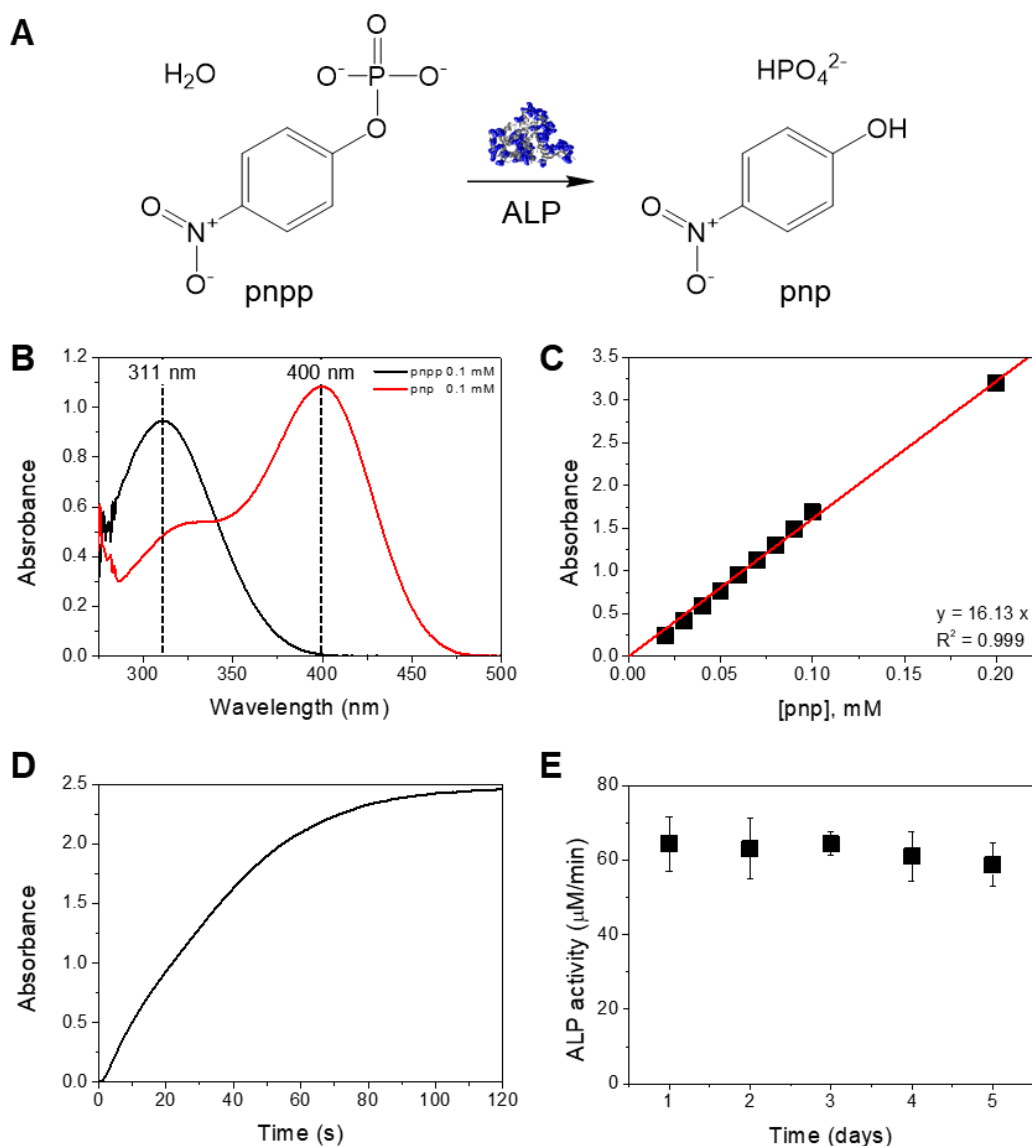 A
H₂O
O
O⁻ P O⁻
O
O
N⁺
O⁻
pnpp
ALP
HPO₄²⁻
OH
O
N⁺
O⁻
pnp
B
1.2
1.0
0.8
0.6
0.4
0.2
0.0
311 nm
400 nm
pnpp 0.1 mM
pnp 0.1 mM
300 350 400 450 500
Absrobance
Wavelength (nm)
C
3.5
3.0
2.5
2.0
1.5
1.0
0.5
0.0
y = 16.13 x
R² = 0.999
0.00 0.05 0.10 0.15 0.20
Absorbance
[pnp], mM
D
2.5
2.0
1.5
1.0
0.5
0.0
0 20 40 60 80 100 120
Absorbance
Time (s)
E
80
60
40
20
0
1 2 3 4 5
ALP activity (μM/min)
Time (days)